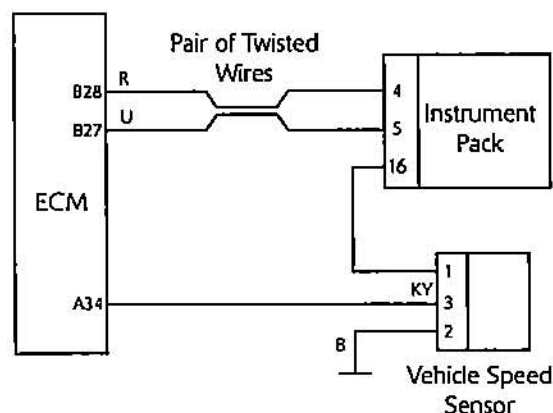 Pair of Twisted
Wires
B28
R
4
B27
U
5
16
Instrument
Pack
ECM
1
A34
KY
3
B
2
Vehicle Speed
Sensor